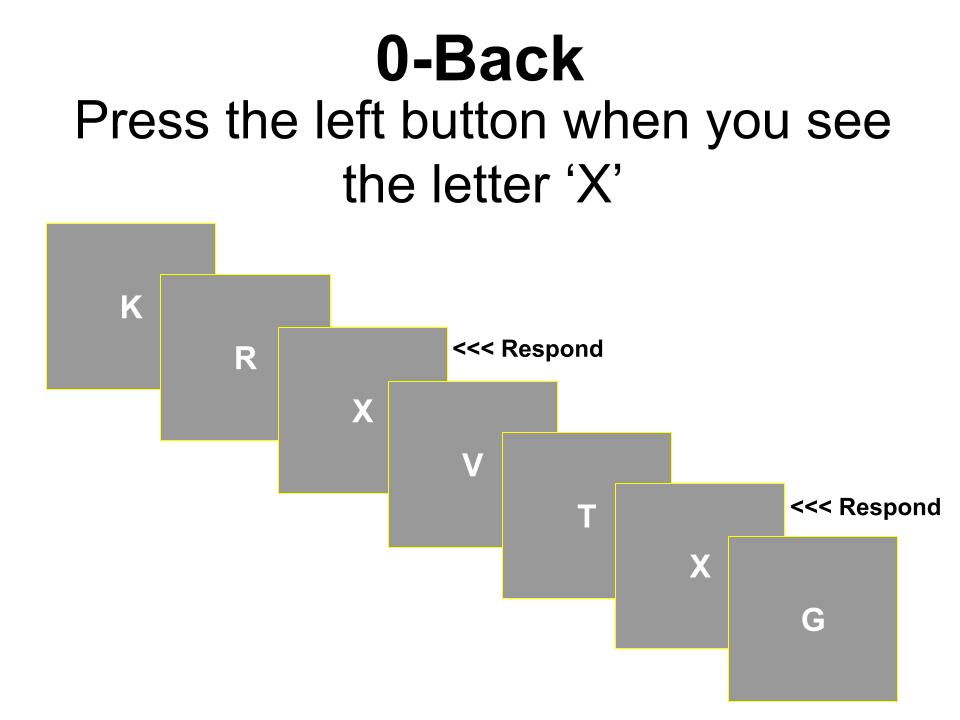 0-Back
Press the left button when you see
the letter ‘X’
K
R
X
<<< Respond
V
T
X
<<< Respond
G